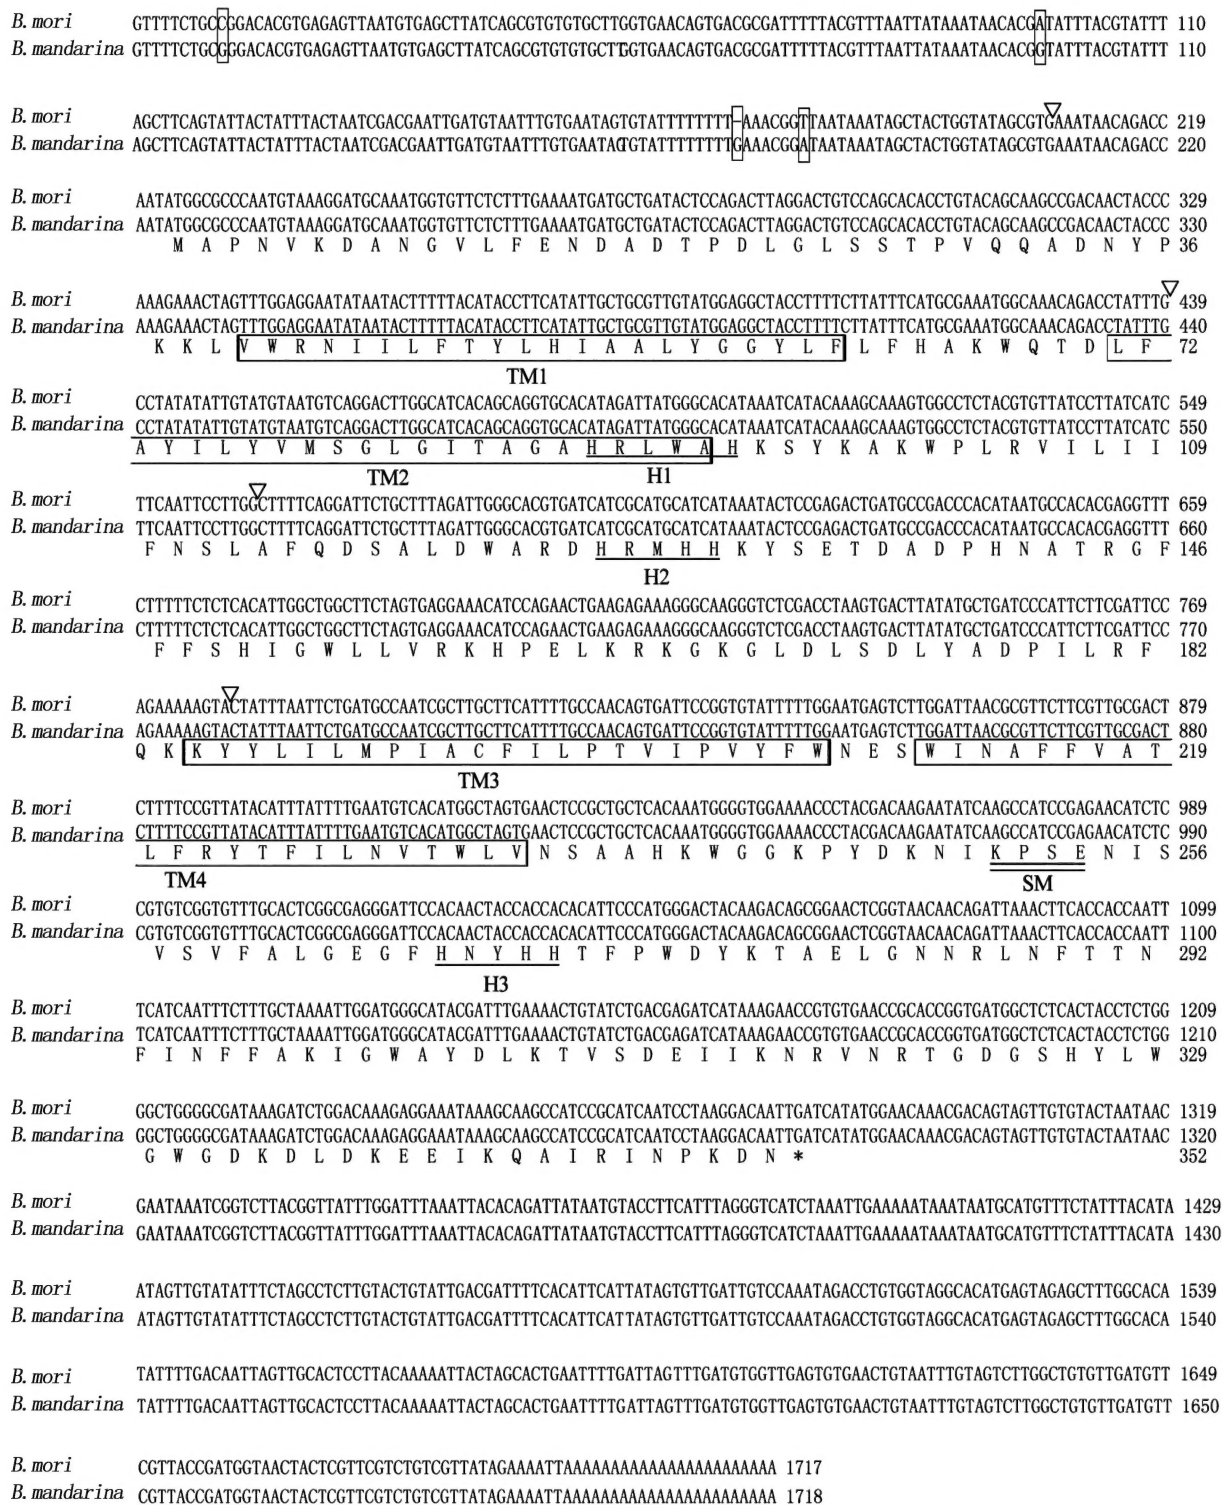 B. mori GTTTTCTGCCGGACACGTGAGAGTTAATGTGAGCTTATCAGCGTGTGTGCTTGGTGAACAGTGACGCGATTTTTACGTTTAATTATAAATAACACGATATTTACGTATTT 110
B. mandarina GTTTTCTGCGGGACACGTGAGAGTTAATGTGAGCTTATCAGCGTGTGTGCTTGGTGAACAGTGACGCGATTTTTACGTTTAATTATAAATAACACGGTATTTACGTATTT 110
B. mori AGCTTCAGTATTACTATTTACTAATCGACGAATTGATGTAATTTGTGAATAGTGTATTTTTTTT-AAACGGTTAATAAATAGCTACTGGTATAGCGTGAAATAACAGACC 219
B. mandarina AGCTTCAGTATTACTATTTACTAATCGACGAATTGATGTAATTTGTGAATAGTGTATTTTTTTTGAAACGGATAATAAATAGCTACTGGTATAGCGTGAAATAACAGACC 220
B. mori AATATGGCGCCCAATGTAAAGGATGCAAATGGTGTTCTCTTTGAAAATGATGCTGATACTCCAGACTTAGGACTGTCCAGCACACCTGTACAGCAAGCCGACAACTACCC 329
B. mandarina AATATGGCGCCCAATGTAAAGGATGCAAATGGTGTTCTCTTTGAAAATGATGCTGATACTCCAGACTTAGGACTGTCCAGCACACCTGTACAGCAAGCCGACAACTACCC 330
M A P N V K D A N G V L F E N D A D T P D L G L S S T P V Q Q A D N Y P 36
B. mori AAAGAAACTAGTTTGGAGGAATATAATACTTTTTACATACCTTCATATTGCTGCGTTGTATGGAGGCTACCTTTTCTTATTTCATGCGAAATGGCAAACAGACCTATTTG 439
B. mandarina AAAGAAACTAGTTTGGAGGAATATAATACTTTTTACATACCTTCATATTGCTGCGTTGTATGGAGGCTACCTTTTCTTATTTCATGCGAAATGGCAAACAGACCTATTTG 440
K K L V W R N I I L F T Y L H I A A L Y G G Y L F L F H A K W Q T D L F 72
TM1
B. mori CCTATATATTGTATGTAATGTCAGGACTTGGCATCACAGCAGGTGCACATAGATTATGGGCACATAAATCATACAAAGCAAAGTGGCCTCTACGTGTTATCCTTATCATC 549
B. mandarina CCTATATATTGTATGTAATGTCAGGACTTGGCATCACAGCAGGTGCACATAGATTATGGGCACATAAATCATACAAAGCAAAGTGGCCTCTACGTGTTATCCTTATCATC 550
A Y I L Y V M S G L G I T A G A H R L W A H K S Y K A K W P L R V I L I I 109
TM2 H1
B. mori TTCAATTCCTTGGCTTTTCAGGATTCTGCTTTAGATTGGGCACGTGATCATCGCATGCATCATAAATACTCCGAGACTGATGCCGACCCACATAATGCCACACGAGGTTT 659
B. mandarina TTCAATTCCTTGGCTTTTCAGGATTCTGCTTTAGATTGGGCACGTGATCATCGCATGCATCATAAATACTCCGAGACTGATGCCGACCCACATAATGCCACACGAGGTTT 660
F N S L A F Q D S A L D W A R D H R M H H K Y S E T D A D P H N A T R G F 146
H2
B. mori CTTTTTCTCTCACATTGGCTGGCTTCTAGTGAGGAAACATCCAGAACTGAAGAGAAAGGGCAAGGGTCTCGACCTAAGTGACTTATATGCTGATCCCATTCTTCGATTCC 769
B. mandarina CTTTTTCTCTCACATTGGCTGGCTTCTAGTGAGGAAACATCCAGAACTGAAGAGAAAGGGCAAGGGTCTCGACCTAAGTGACTTATATGCTGATCCCATTCTTCGATTCC 770
F F S H I G W L L V R K H P E L K R K G K G L D L S D L Y A D P I L R F 182
B. mori AGAAAAAGTACTATTTAATTCTGATGCCAATCGCTTGCTTCATTTTGCCAACAGTGATTCCGGTGTATTTTTGGAATGAGTCTTGGATTAACGCGTTCTTCGTTGCGACT 879
B. mandarina AGAAAAAGTACTATTTAATTCTGATGCCAATCGCTTGCTTCATTTTGCCAACAGTGATTCCGGTGTATTTTTGGAATGAGTCTTGGATTAACGCGTTCTTCGTTGCGACT 880
Q K K Y Y L I L M P I A C F I L P T V I P V Y F W N E S W I N A F F V A T 219
TM3
B. mori CTTTTCCGTTATACATTTATTTTGAATGTCACATGGCTAGTGAACTCCGCTGCTCACAAATGGGGTGGAAAACCCTACGACAAGAATATCAAGCCATCCGAGAACATCTC 989
B. mandarina CTTTTCCGTTATACATTTATTTTGAATGTCACATGGCTAGTGAACTCCGCTGCTCACAAATGGGGTGGAAAACCCTACGACAAGAATATCAAGCCATCCGAGAACATCTC 990
L F R Y T F I L N V T W L V N S A A H K W G G K P Y D K N I K P S E N I S 256
TM4 SM
B. mori CGTGTCGGTGTTTGCACTCGGCGAGGGATTCCACAACTACCACCACACATTCCCATGGGACTACAAGACAGCGGAACTCGGTAACAACAGATTAAACTTCACCACCAATT 1099
B. mandarina CGTGTCGGTGTTTGCACTCGGCGAGGGATTCCACAACTACCACCACACATTCCCATGGGACTACAAGACAGCGGAACTCGGTAACAACAGATTAAACTTCACCACCAATT 1100
V S V F A L G E G F H N Y H H T F P W D Y K T A E L G N N R L N F T T N 292
H3
B. mori TCATCAATTTCTTTGCTAAAATTGGATGGGCATACGATTTGAAAACTGTATCTGACGAGATCATAAAGAACCGTGTGAACCGCACCGGTGATGGCTCTCACTACCTCTGG 1209
B. mandarina TCATCAATTTCTTTGCTAAAATTGGATGGGCATACGATTTGAAAACTGTATCTGACGAGATCATAAAGAACCGTGTGAACCGCACCGGTGATGGCTCTCACTACCTCTGG 1210
F I N F F A K I G W A Y D L K T V S D E I I K N R V N R T G D G S H Y L W 329
B. mori GGCTGGGGCGATAAAGATCTGGACAAAGAGGAAATAAAGCAAGCCATCCGCATCAATCCTAAGGACAATTGATCATATGGAACAAACGACAGTAGTTGTGTACTAATAAC 1319
B. mandarina GGCTGGGGCGATAAAGATCTGGACAAAGAGGAAATAAAGCAAGCCATCCGCATCAATCCTAAGGACAATTGATCATATGGAACAAACGACAGTAGTTGTGTACTAATAAC 1320
G W G D K D L D K E E I K Q A I R I N P K D N * 352
B. mori GAATAAATCGGTCTTACGGTTATTTGGATTTAAATTACACAGATTATAATGTACCTTCATTTAGGGTCATCTAAATTGAAAAATAAATAATGCATGTTTCTATTTACATA 1429
B. mandarina GAATAAATCGGTCTTACGGTTATTTGGATTTAAATTACACAGATTATAATGTACCTTCATTTAGGGTCATCTAAATTGAAAAATAAATAATGCATGTTTCTATTTACATA 1430
B. mori ATAGTTGTATATTTCTAGCCTCTTGTACTGTATTGACGATTTTCACATTCATTATAGTGTTGATTGTCCAAATAGACCTGTGGTAGGCACATGAGTAGAGCTTTGGCACA 1539
B. mandarina ATAGTTGTATATTTCTAGCCTCTTGTACTGTATTGACGATTTTCACATTCATTATAGTGTTGATTGTCCAAATAGACCTGTGGTAGGCACATGAGTAGAGCTTTGGCACA 1540
B. mori TATTTTGACAATTAGTTGCACTCCTTACAAAAATTACTAGCACTGAATTTTGATTAGTTTGATGTGGTTGAGTGTGAACTGTAATTTGTAGTCTTGGCTGTGTTGATGTT 1649
B. mandarina TATTTTGACAATTAGTTGCACTCCTTACAAAAATTACTAGCACTGAATTTTGATTAGTTTGATGTGGTTGAGTGTGAACTGTAATTTGTAGTCTTGGCTGTGTTGATGTT 1650
B. mori CGTTACCGATGGTAACTACTCGTTCGTCTGTCGTTATAGAAAATTAAAAAAAAAAAAAAAAAAAAAAA 1717
B. mandarina CGTTACCGATGGTAACTACTCGTTCGTCTGTCGTTATAGAAAATTAAAAAAAAAAAAAAAAAAAAAAA 1718